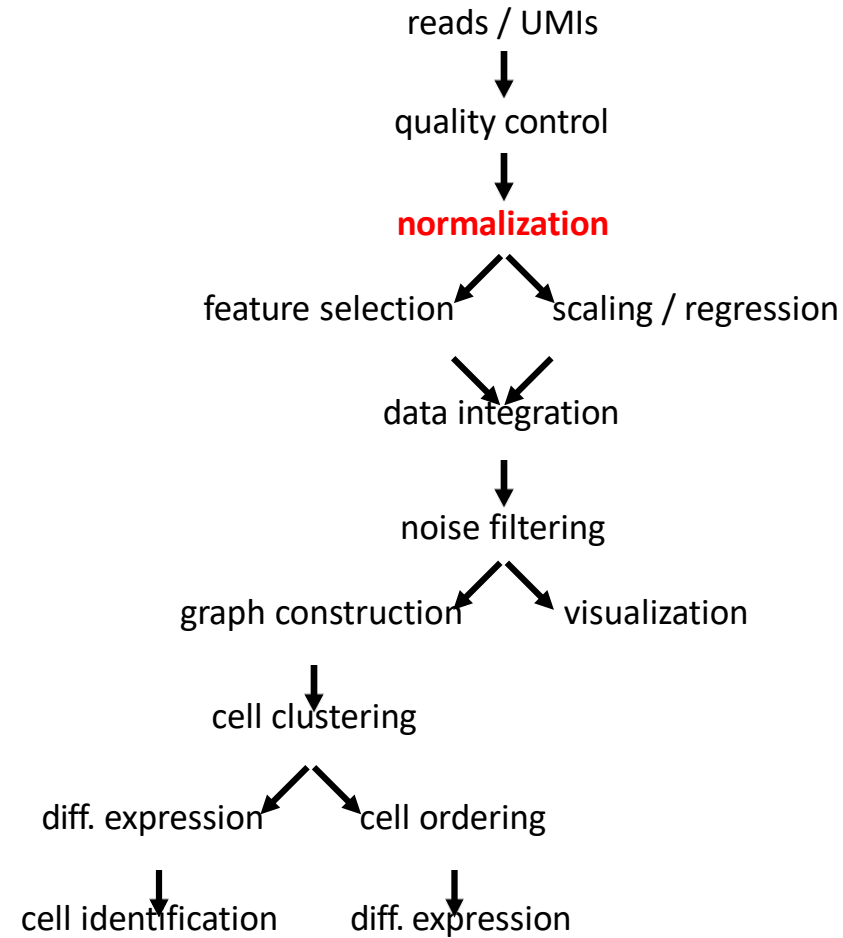 reads / UMIs
quality control
normalization
feature selection
scaling / regression
data integration
noise filtering
graph construction
visualization
cell clustering
diff. expression
cell ordering
cell identification
diff. expression